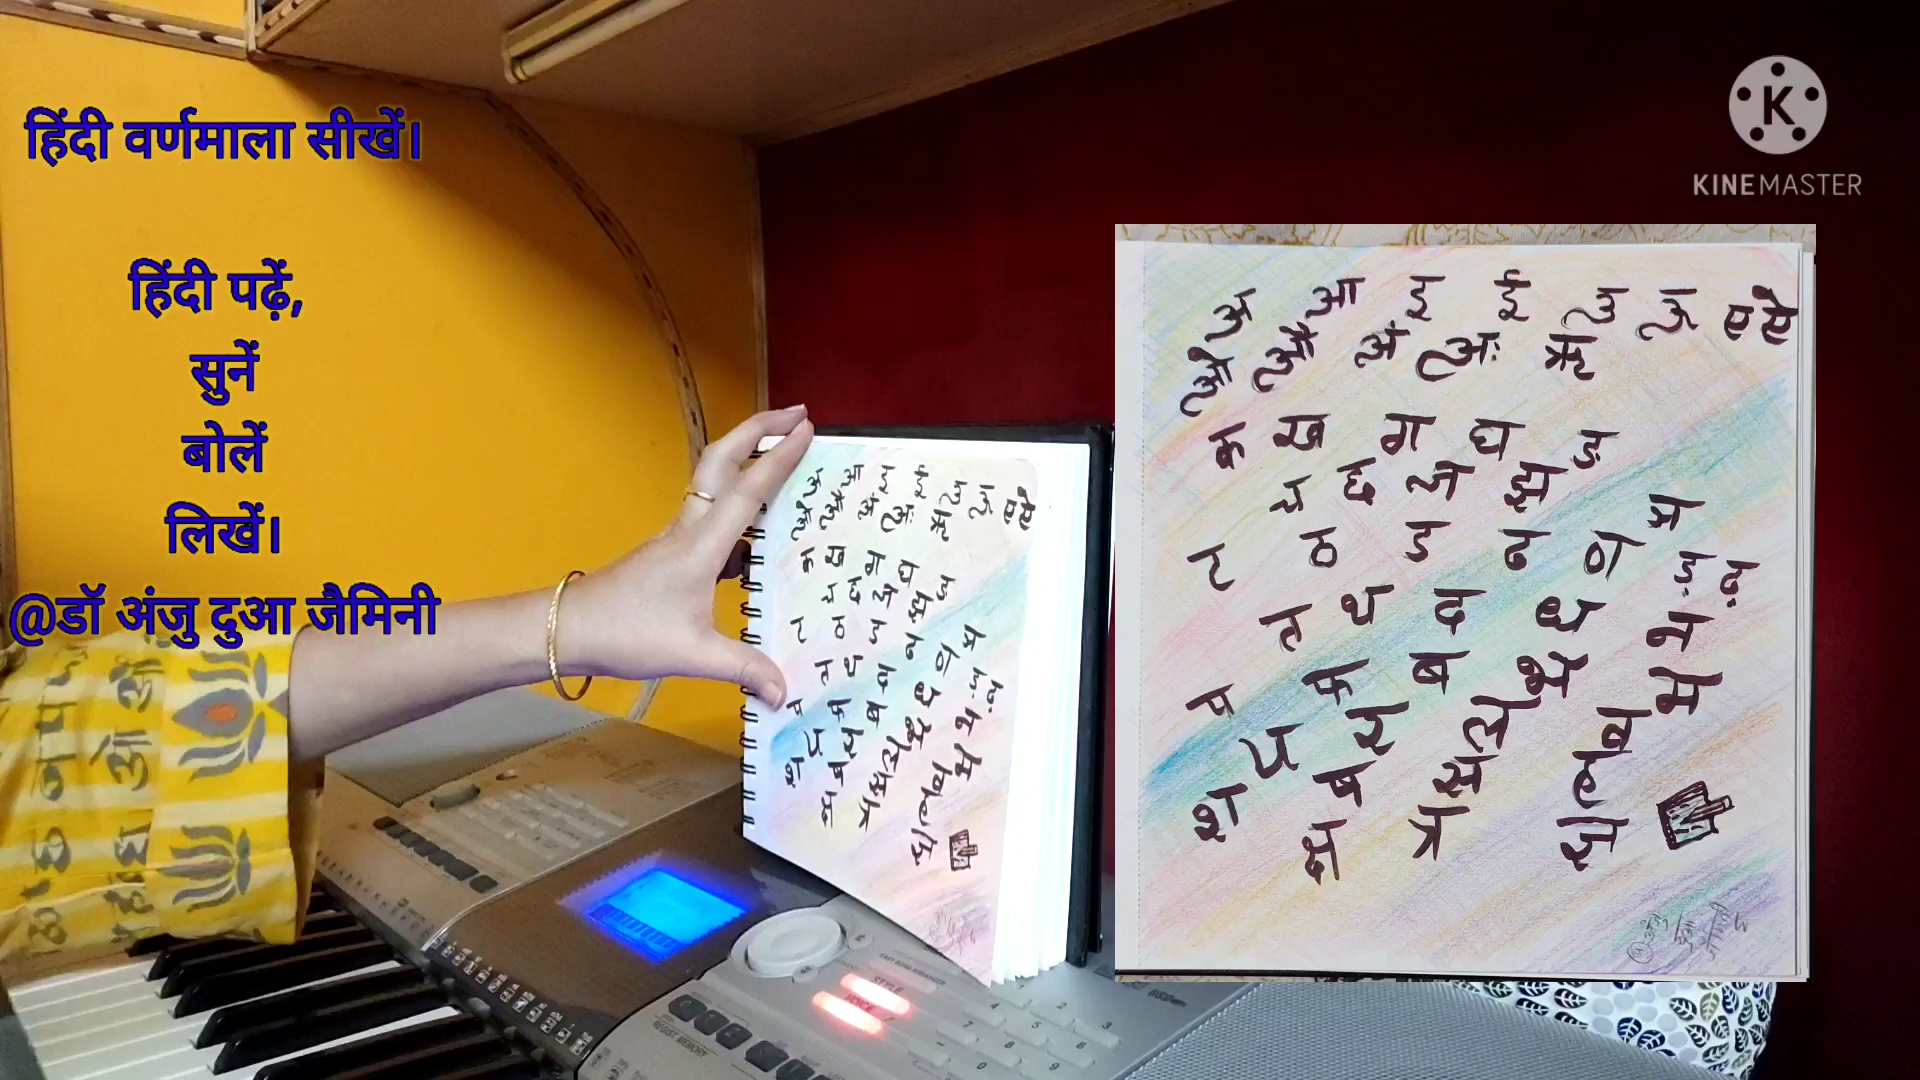 हिंदी वर्णमाला सीखें।
हिंदी पढ़ें,
सुनें
बोलें
लिखें।
@डॉ अंजु दुआ जैमिनी
KINEMASTER
अ आ इ ई उ ऊ ए ऐ
ओ औ अं अः ऋ
क ख ग घ ङ
च छ ज झ ञ
ट ठ ड ढ ण ड़ ढ़
त थ द ध न
प फ ब भ म
य र ल व
श ष स ह
क्ष त्र ज्ञ